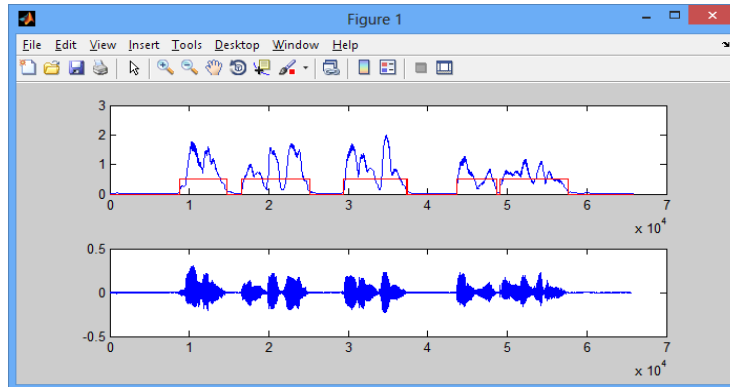 Figure 1
File Edit View Insert Tools Desktop Window Help
3
2
1
0
0 1 2 3 4 5 6 7
x 10^4
0.5
0
-0.5
0 1 2 3 4 5 6 7
x 10^4